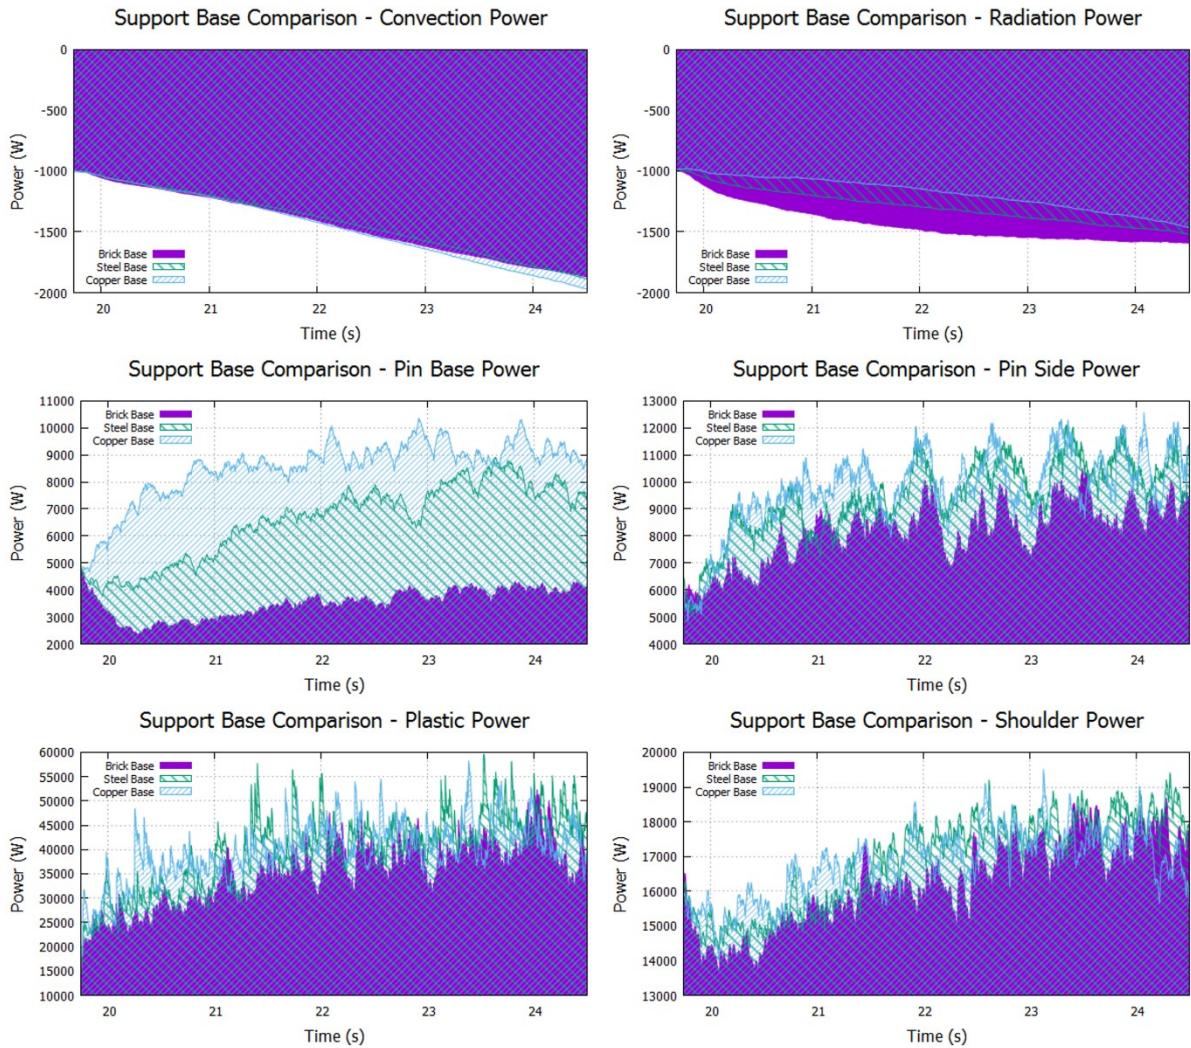 Support Base Comparison - Convection Power
0
-500
-1000
-1500
-2000
Power (W)
Brick Base
Steel Base
Copper Base
20 21 22 23 24
Time (s)
Support Base Comparison - Radiation Power
0
-500
-1000
-1500
-2000
Power (W)
Brick Base
Steel Base
Copper Base
20 21 22 23 24
Time (s)
Support Base Comparison - Pin Base Power
11000
10000
9000
8000
7000
6000
5000
4000
3000
2000
Power (W)
Brick Base
Steel Base
Copper Base
20 21 22 23 24
Time (s)
Support Base Comparison - Pin Side Power
13000
12000
11000
10000
9000
8000
7000
6000
5000
4000
Power (W)
Brick Base
Steel Base
Copper Base
20 21 22 23 24
Time (s)
Support Base Comparison - Plastic Power
60000
55000
50000
45000
40000
35000
30000
25000
20000
15000
10000
Power (W)
Brick Base
Steel Base
Copper Base
20 21 22 23 24
Time (s)
Support Base Comparison - Shoulder Power
20000
19000
18000
17000
16000
15000
14000
13000
Power (W)
Brick Base
Steel Base
Copper Base
20 21 22 23 24
Time (s)